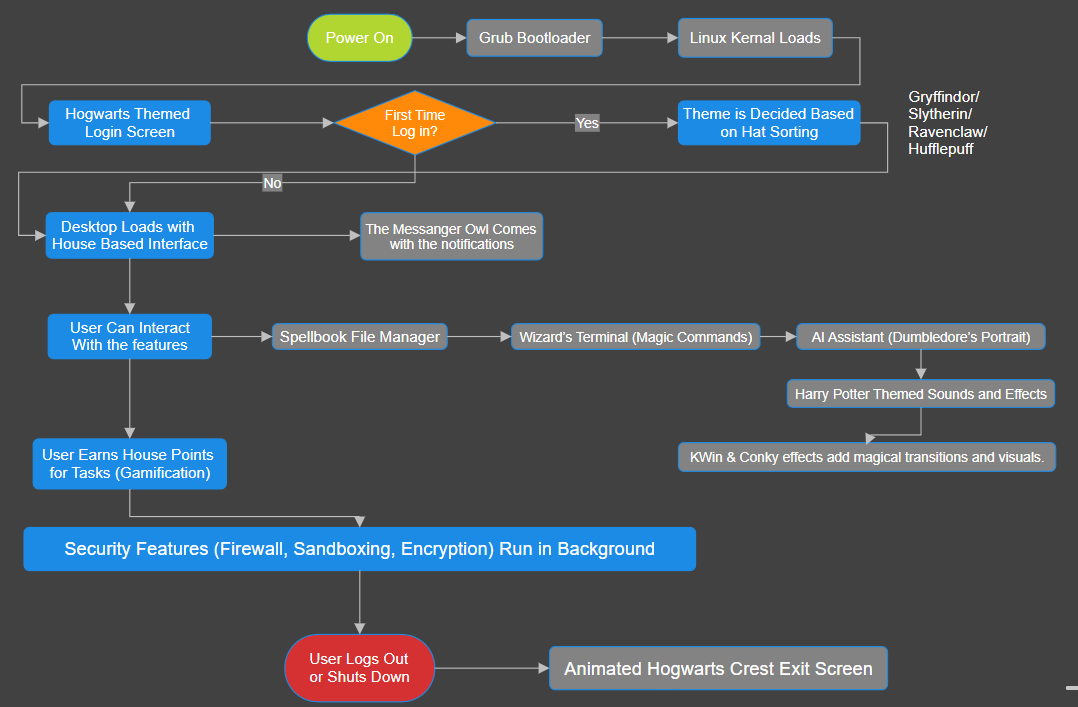 Power On
Grub Bootloader
Linux Kernal Loads
Hogwarts Themed
Login Screen
First Time
Log in?
Yes
Theme is Decided Based
on Hat Sorting
Gryffindor/
Slytherin/
Ravenclaw/
Hufflepuff
No
Desktop Loads with
House Based Interface
The Messanger Owl Comes
with the notifications
User Can Interact
With the features
Spellbook File Manager
Wizard's Terminal (Magic Commands)
AI Assistant (Dumbledore's Portrait)
Harry Potter Themed Sounds and Effects
KWin & Conky effects add magical transitions and visuals.
User Earns House Points
for Tasks (Gamification)
Security Features (Firewall, Sandboxing, Encryption) Run in Background
User Logs Out
or Shuts Down
Animated Hogwarts Crest Exit Screen